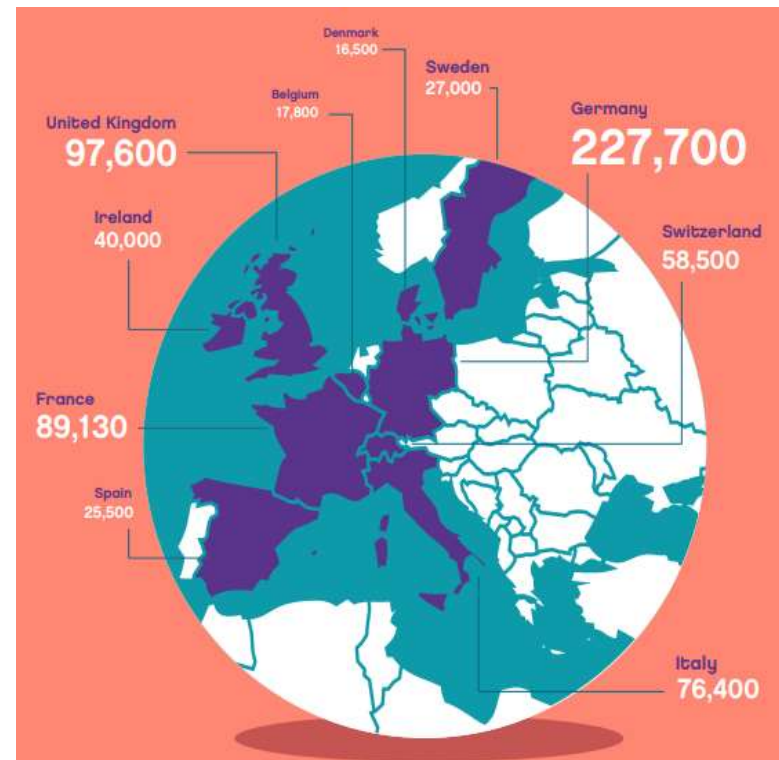 Denmark
16,500
Sweden
27,000
Belgium
17,800
Germany
227,700
United Kingdom
97,600
Ireland
40,000
Switzerland
58,500
France
89,130
Spain
25,500
Italy
76,400